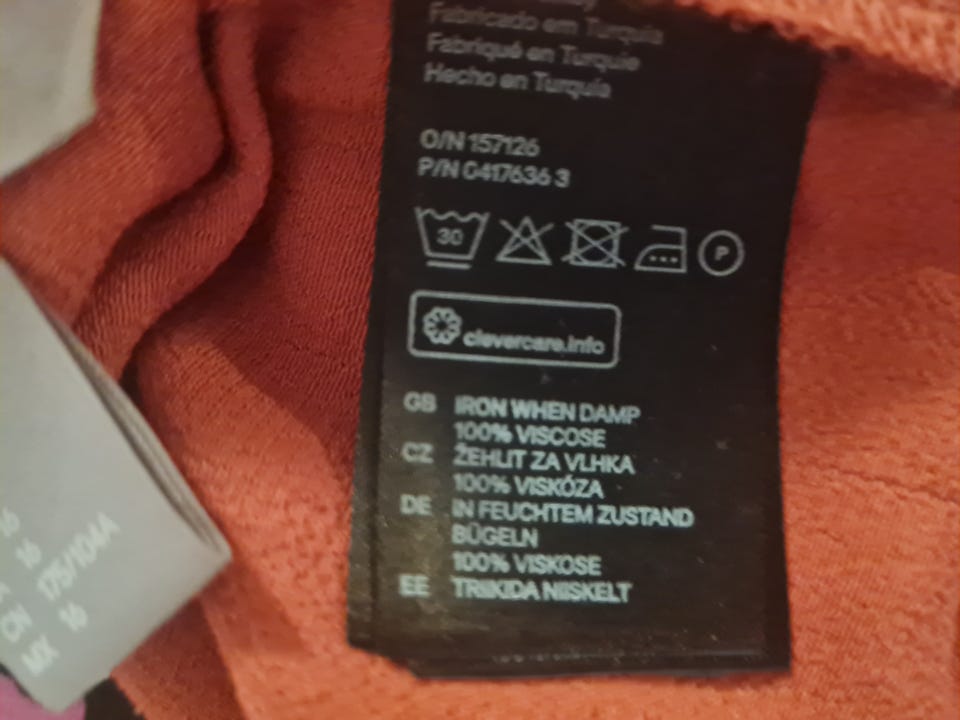 Fabricado em Turquia
Fabriqué en Turquie
Hecho en Turquía
O/N 157126
P/N 0417636 3
30
P
clevercare.info
GB IRON WHEN DAMP
100% VISCOSE
CZ ŽEHLIT ZA VLHKA
100% VISKÓZA
DE IN FEUCHTEM ZUSTAND
BÜGELN
100% VISKOSE
EE TRIIKIDA NIISKELT
16
16
CN 175/104A
MX 16